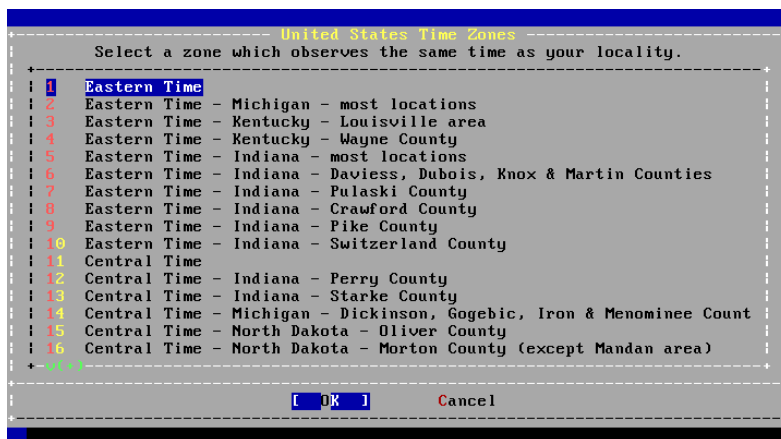 United States Time Zones
Select a zone which observes the same time as your locality.
1 Eastern Time
2 Eastern Time - Michigan - most locations
3 Eastern Time - Kentucky - Louisville area
4 Eastern Time - Kentucky - Wayne County
5 Eastern Time - Indiana - most locations
6 Eastern Time - Indiana - Daviess, Dubois, Knox & Martin Counties
7 Eastern Time - Indiana - Pulaski County
8 Eastern Time - Indiana - Crawford County
9 Eastern Time - Indiana - Pike County
10 Eastern Time - Indiana - Switzerland County
11 Central Time
12 Central Time - Indiana - Perry County
13 Central Time - Indiana - Starke County
14 Central Time - Michigan - Dickinson, Gogebic, Iron & Menominee Count
15 Central Time - North Dakota - Oliver County
16 Central Time - North Dakota - Morton County (except Mandan area)
v(+)
[ OK ] Cancel